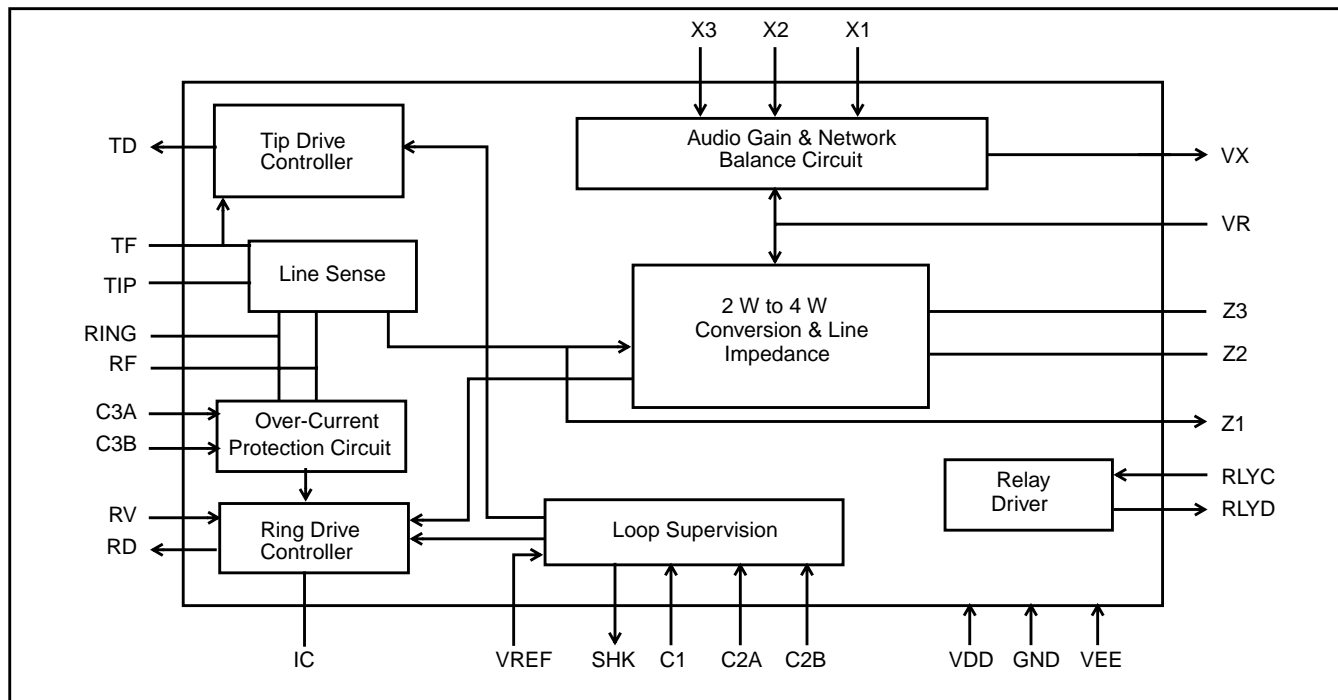 X3 X2 X1
TD
Tip Drive
Controller
Audio Gain & Network
Balance Circuit
VX
VR
TF
TIP
Line Sense
RING
RF
2 W to 4 W
Conversion & Line
Impedance
Z3
Z2
C3A
C3B
Over-Current
Protection Circuit
Z1
RV
RD
Ring Drive
Controller
Loop Supervision
Relay
Driver
RLYC
RLYD
IC VREF SHK C1 C2A C2B VDD GND VEE